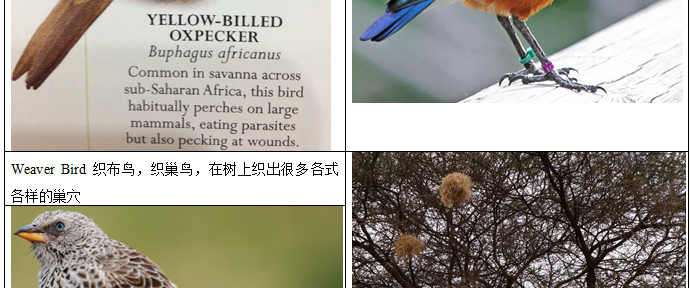 YELLOW-BILLED
OXPECKER
Buphagus africanus
Common in savanna across
sub-Saharan Africa, this bird
habitually perches on large
mammals, eating parasites
but also pecking at wounds.
Weaver Bird 织布鸟，织巢鸟，在树上织出很多各式
各样的巢穴